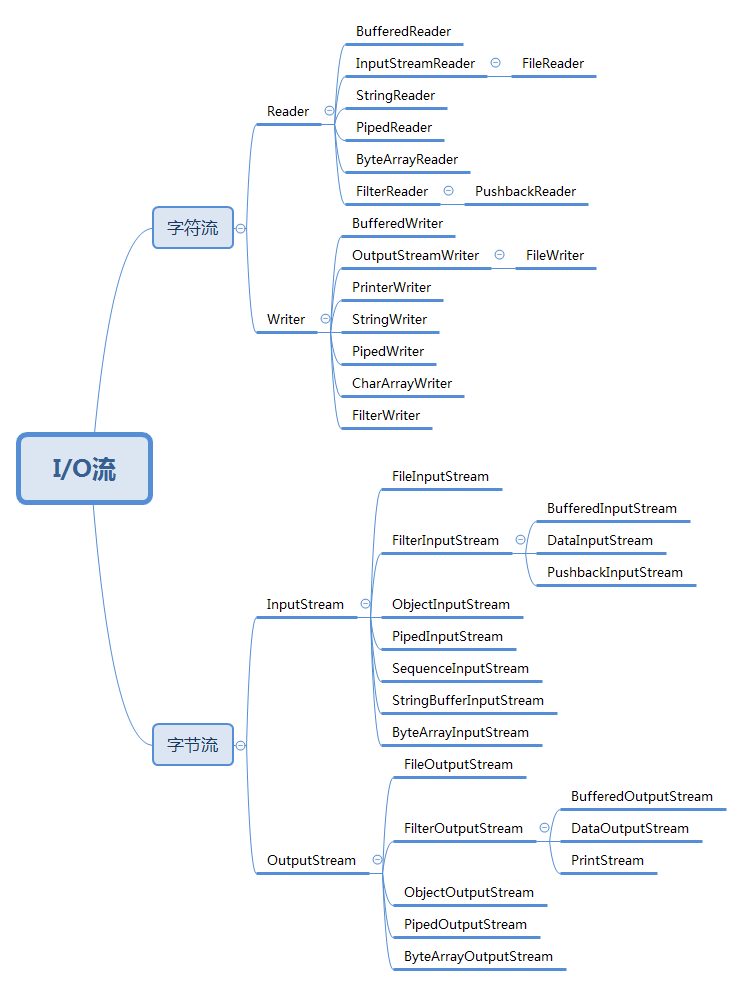 I/O流
字符流
Reader
BufferedReader
InputStreamReader
FileReader
StringReader
PipedReader
ByteArrayReader
FilterReader
PushbackReader
Writer
BufferedWriter
OutputStreamWriter
FileWriter
PrinterWriter
StringWriter
PipedWriter
CharArrayWriter
FilterWriter
字节流
InputStream
FileInputStream
FilterInputStream
BufferedInputStream
DataInputStream
PushbackInputStream
ObjectInputStream
PipedInputStream
SequenceInputStream
StringBufferInputStream
ByteArrayInputStream
OutputStream
FileOutputStream
FilterOutputStream
BufferedOutputStream
DataOutputStream
PrintStream
ObjectOutputStream
PipedOutputStream
ByteArrayOutputStream